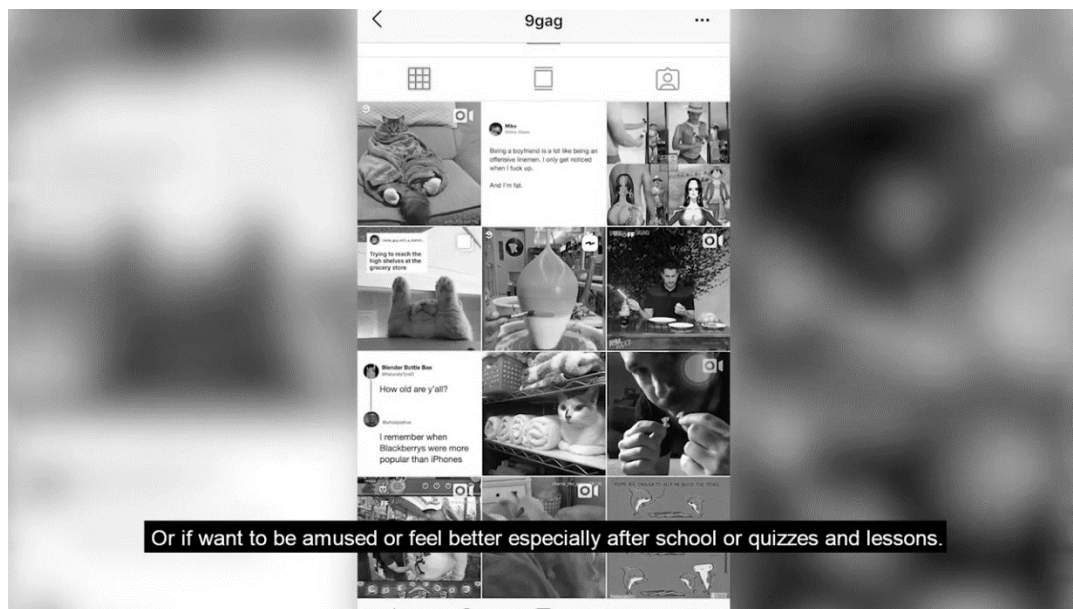 9gag
9
Mike
Being a boyfriend is a lot like being an
offensive linemen. I only get noticed
when I fuck up.
And I'm fat.
Trying to reach the
high shelves at the
grocery store
9
OFF
Blender Bottle Bae
How old are y'all?
I remember when
Blackberrys were more
popular than iPhones
Or if want to be amused or feel better especially after school or quizzes and lessons.